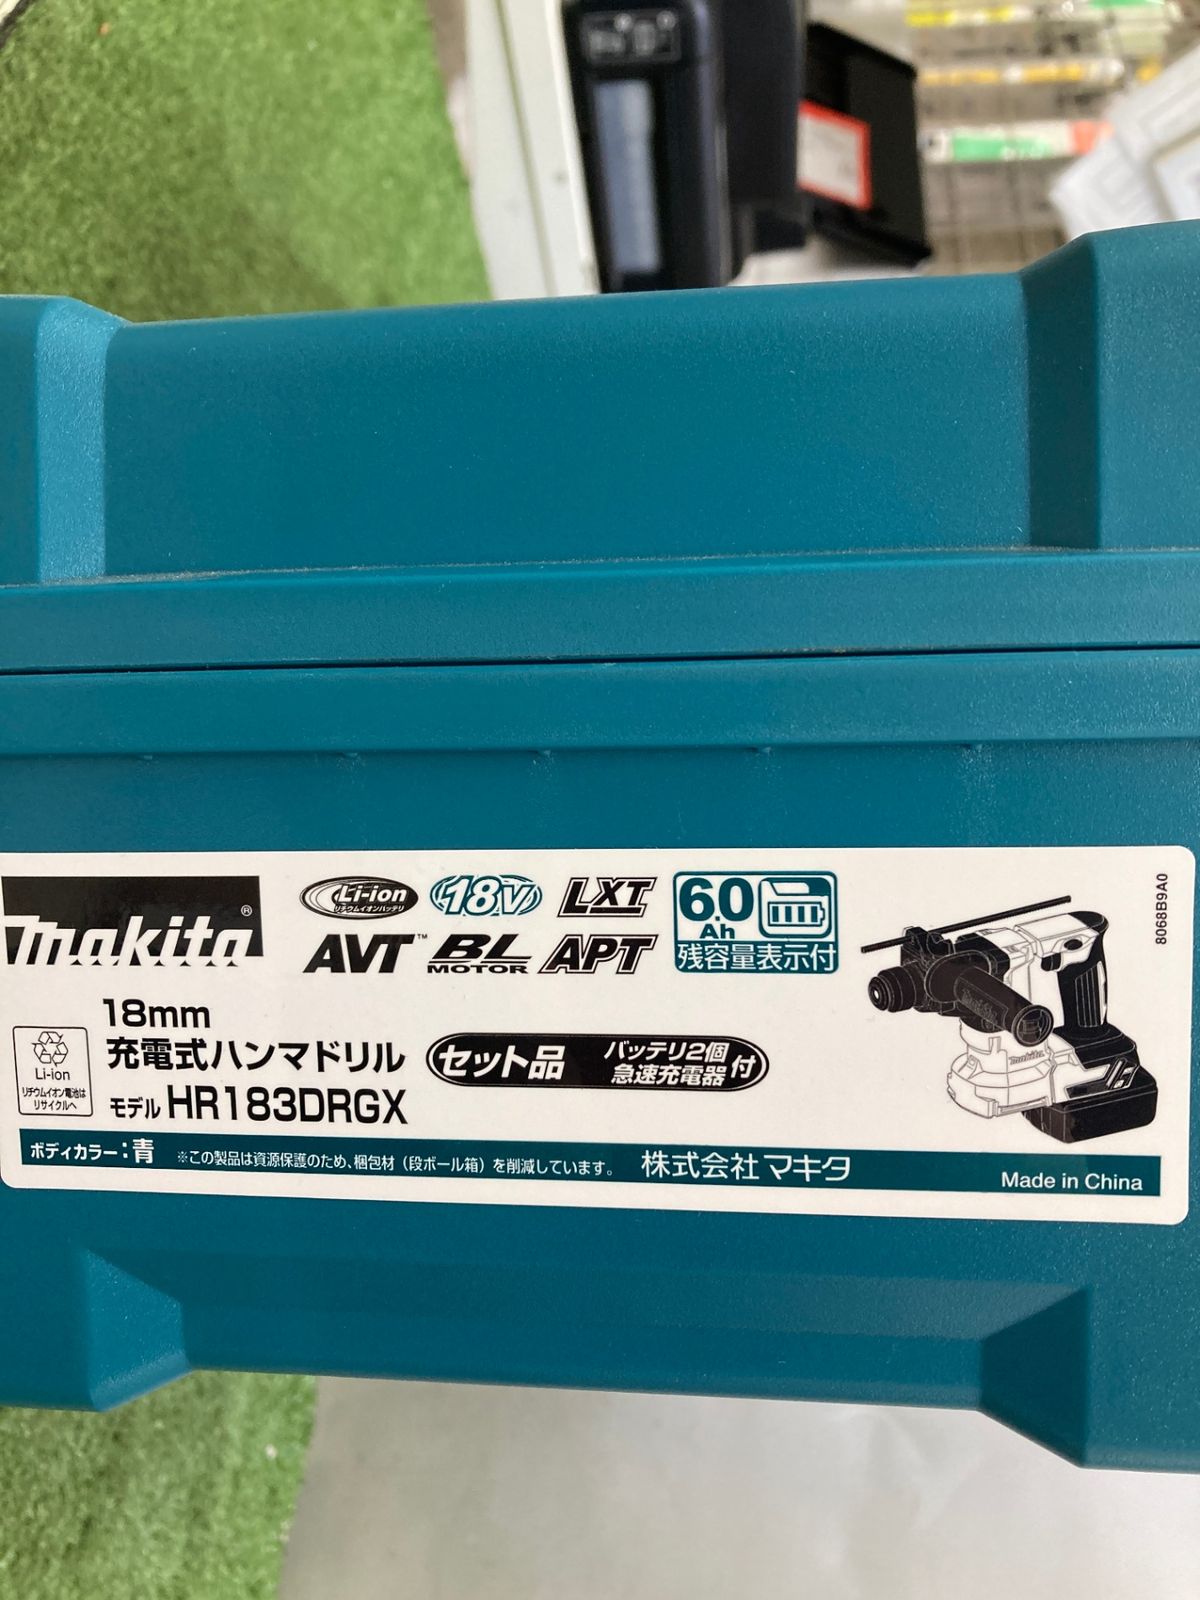 makita®
Li-ion
リチウムイオンバッテリ
18V
LXT
AVT™
BL
MOTOR
APT
6.0
Ah
残容量表示付
8068B9A0
makita
18mm
充電式ハンマドリル
モデル HR183DRGX
セット品
バッテリ2個
急速充電器
付
Li-ion
リチウムイオン電池は
リサイクルへ
ボディカラー:青
※この製品は資源保護のため、梱包材(段ボール箱)を削減しています。
株式会社マキタ
Made in China